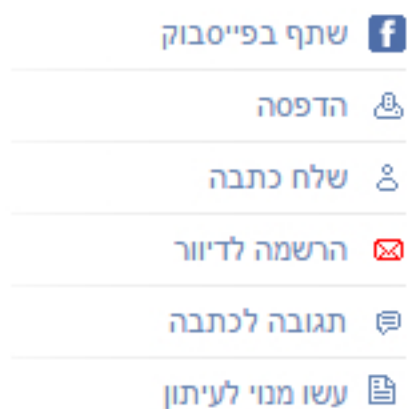 שתף בפייסבוק
הדפסה
שלח כתבה
הרשמה לדיוור
תגובה לכתבה
עשו מנוי לעיתון